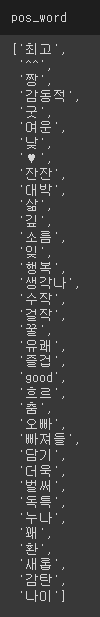 pos_word
['최고',
'^^',
'짱',
'감동적',
'굿',
'여운',
'낮',
'♥',
'잔잔',
'대박',
'삶',
'깊',
'소름',
'잊',
'행복',
'생각나',
'수작',
'걸작',
'꿀',
'유쾌',
'즐겁',
'good',
'흐르',
'춤',
'오빠',
'빠져들',
'담기',
'더욱',
'벌써',
'독특',
'누나',
'꽤',
'환',
'새롭',
'감탄',
'나이']